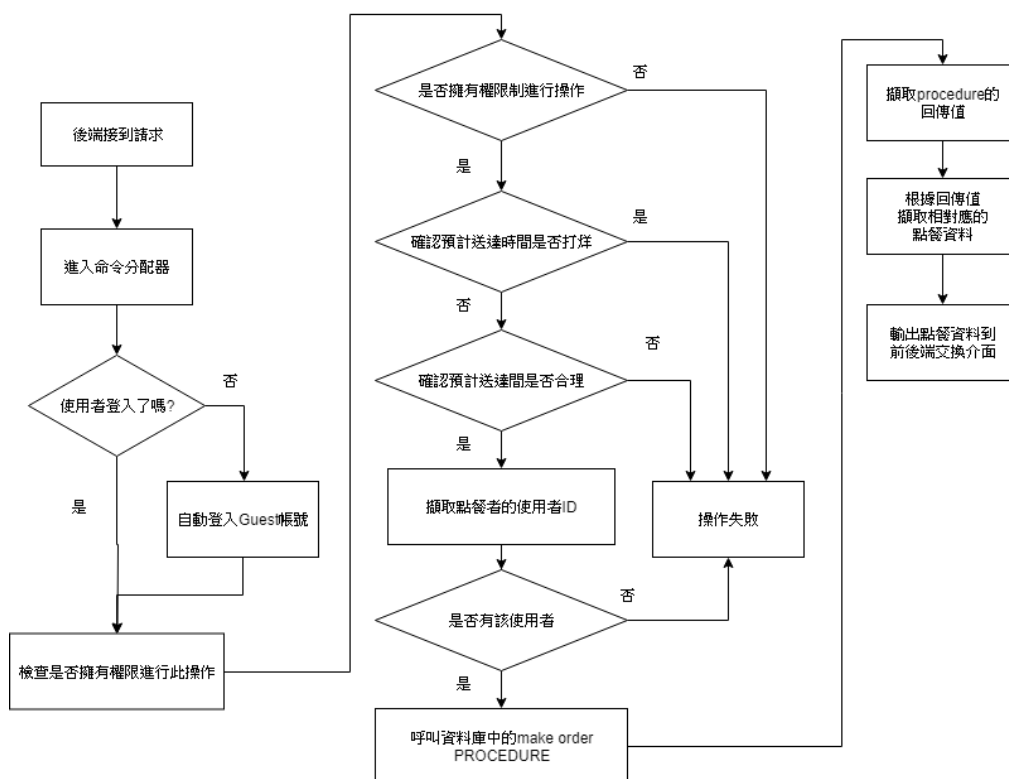 後端接到請求
進入命令分配器
使用者登入了嗎?
否
是
自動登入Guest帳號
檢查是否擁有權限進行此操作
是否擁有權限制進行操作
否
是
確認預計送達時間是否打烊
是
否
確認預計送達間是否合理
否
是
擷取點餐者的使用者ID
操作失敗
是否有該使用者
否
是
呼叫資料庫中的make order
PROCEDURE
擷取procedure的
回傳值
根據回傳值
擷取相對應的
點餐資料
輸出點餐資料到
前後端交換介面